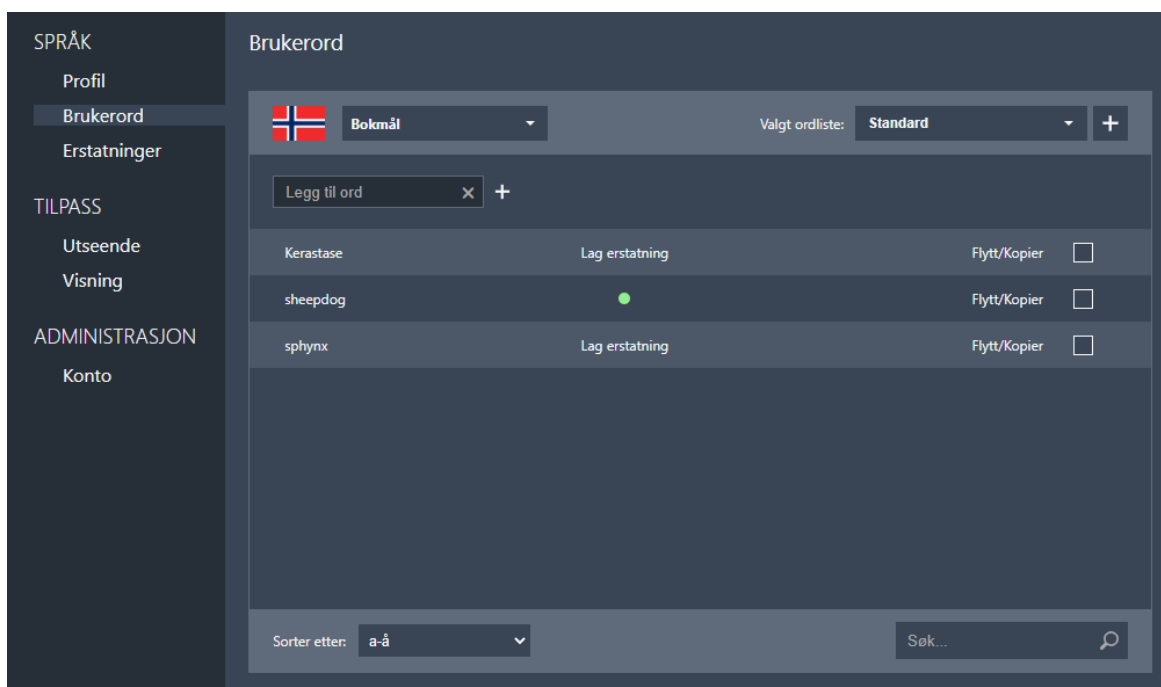 SPRÅK
Profil
Brukerord
Erstatninger
TILPASS
Utseende
Visning
ADMINISTRASJON
Konto
Brukerord
Bokmål
Valgt ordliste: Standard
Legg til ord
Kerastase Lag erstatning Flytt/Kopier
sheepdog Flytt/Kopier
sphynx Lag erstatning Flytt/Kopier
Sorter etter: a-å
Søk...